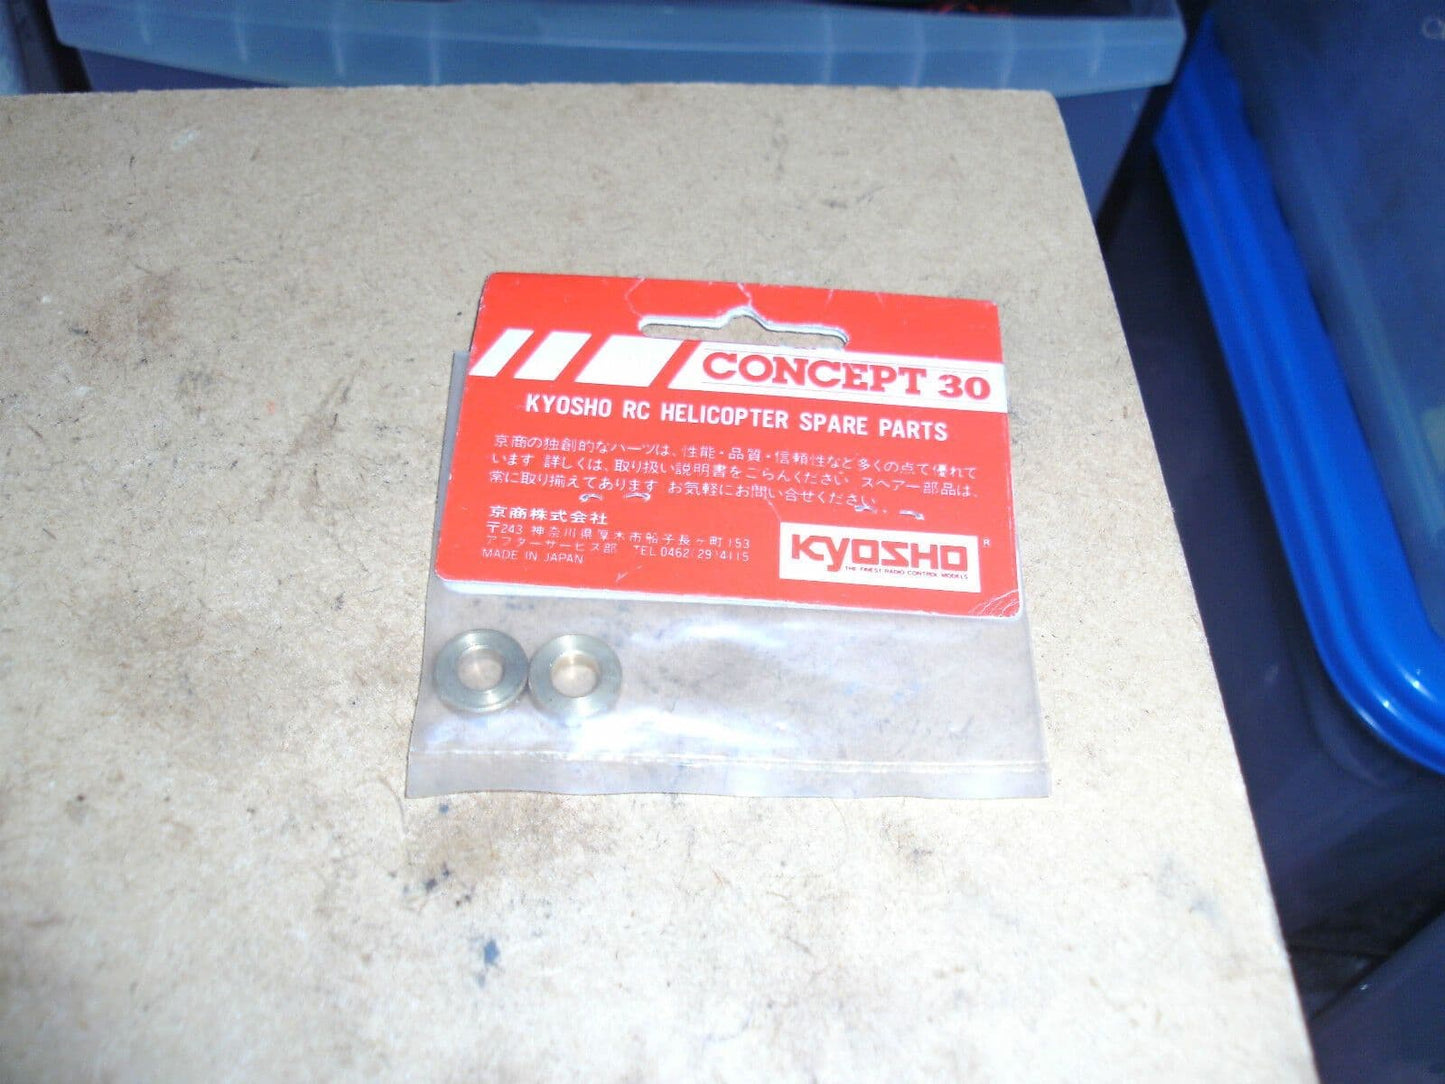 CONCEPT 30
KYOSHO RC HELICOPTER SPARE PARTS
京商の独創的なパーツは、性能・品質・信頼性など多くの点で優れて
います 詳しくは、取り扱い説明書をごらんください スペアー部品は、
常に取り揃えてあります お気軽にお問い合せください
京商株式会社
〒243 神奈川県厚木市船子長ヶ町153
アフターサービス部 TEL 0462 29)4115
MADE IN JAPAN
KYOSHO ®
THE FINEST RADIO CONTROL MODELS